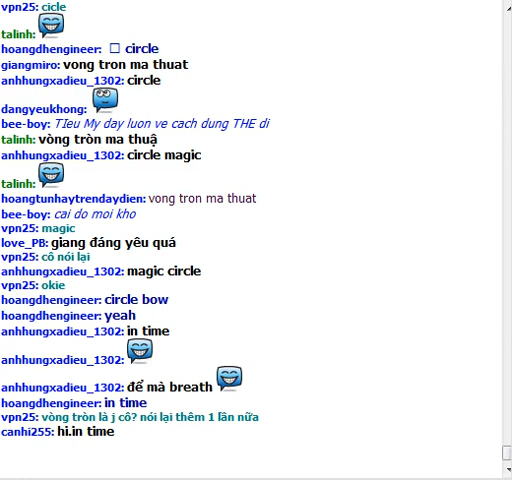 vpn25: cicle
talinh:
hoangdhengineer: circle
giangmiro: vong tron ma thuat
anhhungxadieu_1302: circle
dangyeukhong:
bee-boy: TIeu My day luon ve cach dung THE di
talinh: vòng tròn ma thuậ
anhhungxadieu_1302: circle magic
talinh:
hoangtunhaytrendaydien: vong tron ma thuat
bee-boy: cai do moi kho
vpn25: magic
love_PB: giang đáng yêu quá
vpn25: cô nói lại
anhhungxadieu_1302: magic circle
vpn25: okie
hoangdhengineer: circle bow
hoangdhengineer: yeah
anhhungxadieu_1302: in time
anhhungxadieu_1302:
anhhungxadieu_1302: để mà breath
hoangdhengineer: in time
vpn25: vòng tròn là j cô? nói lại thêm 1 lần nữa
canhi255: hi.in time